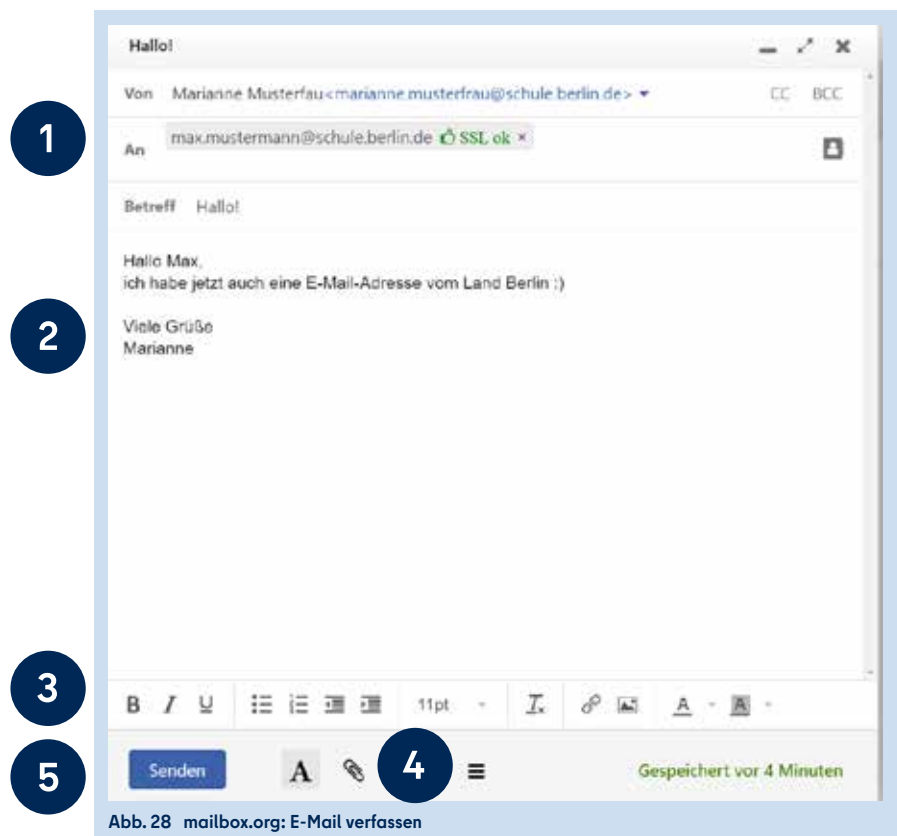 Hallo!
Von Marianne Musterfau<marianne.musterfrau@schule.berlin.de> CC BCC
1
An max.mustermann@schule.berlin.de SSL ok ×
Betreff Hallo!
Hallo Max,
ich habe jetzt auch eine E-Mail-Adresse vom Land Berlin :)
2
Viele Grüße
Marianne
3
B I U 11pt Tx A A
5
Senden A 4 Gespeichert vor 4 Minuten
Abb. 28 mailbox.org: E-Mail verfassen